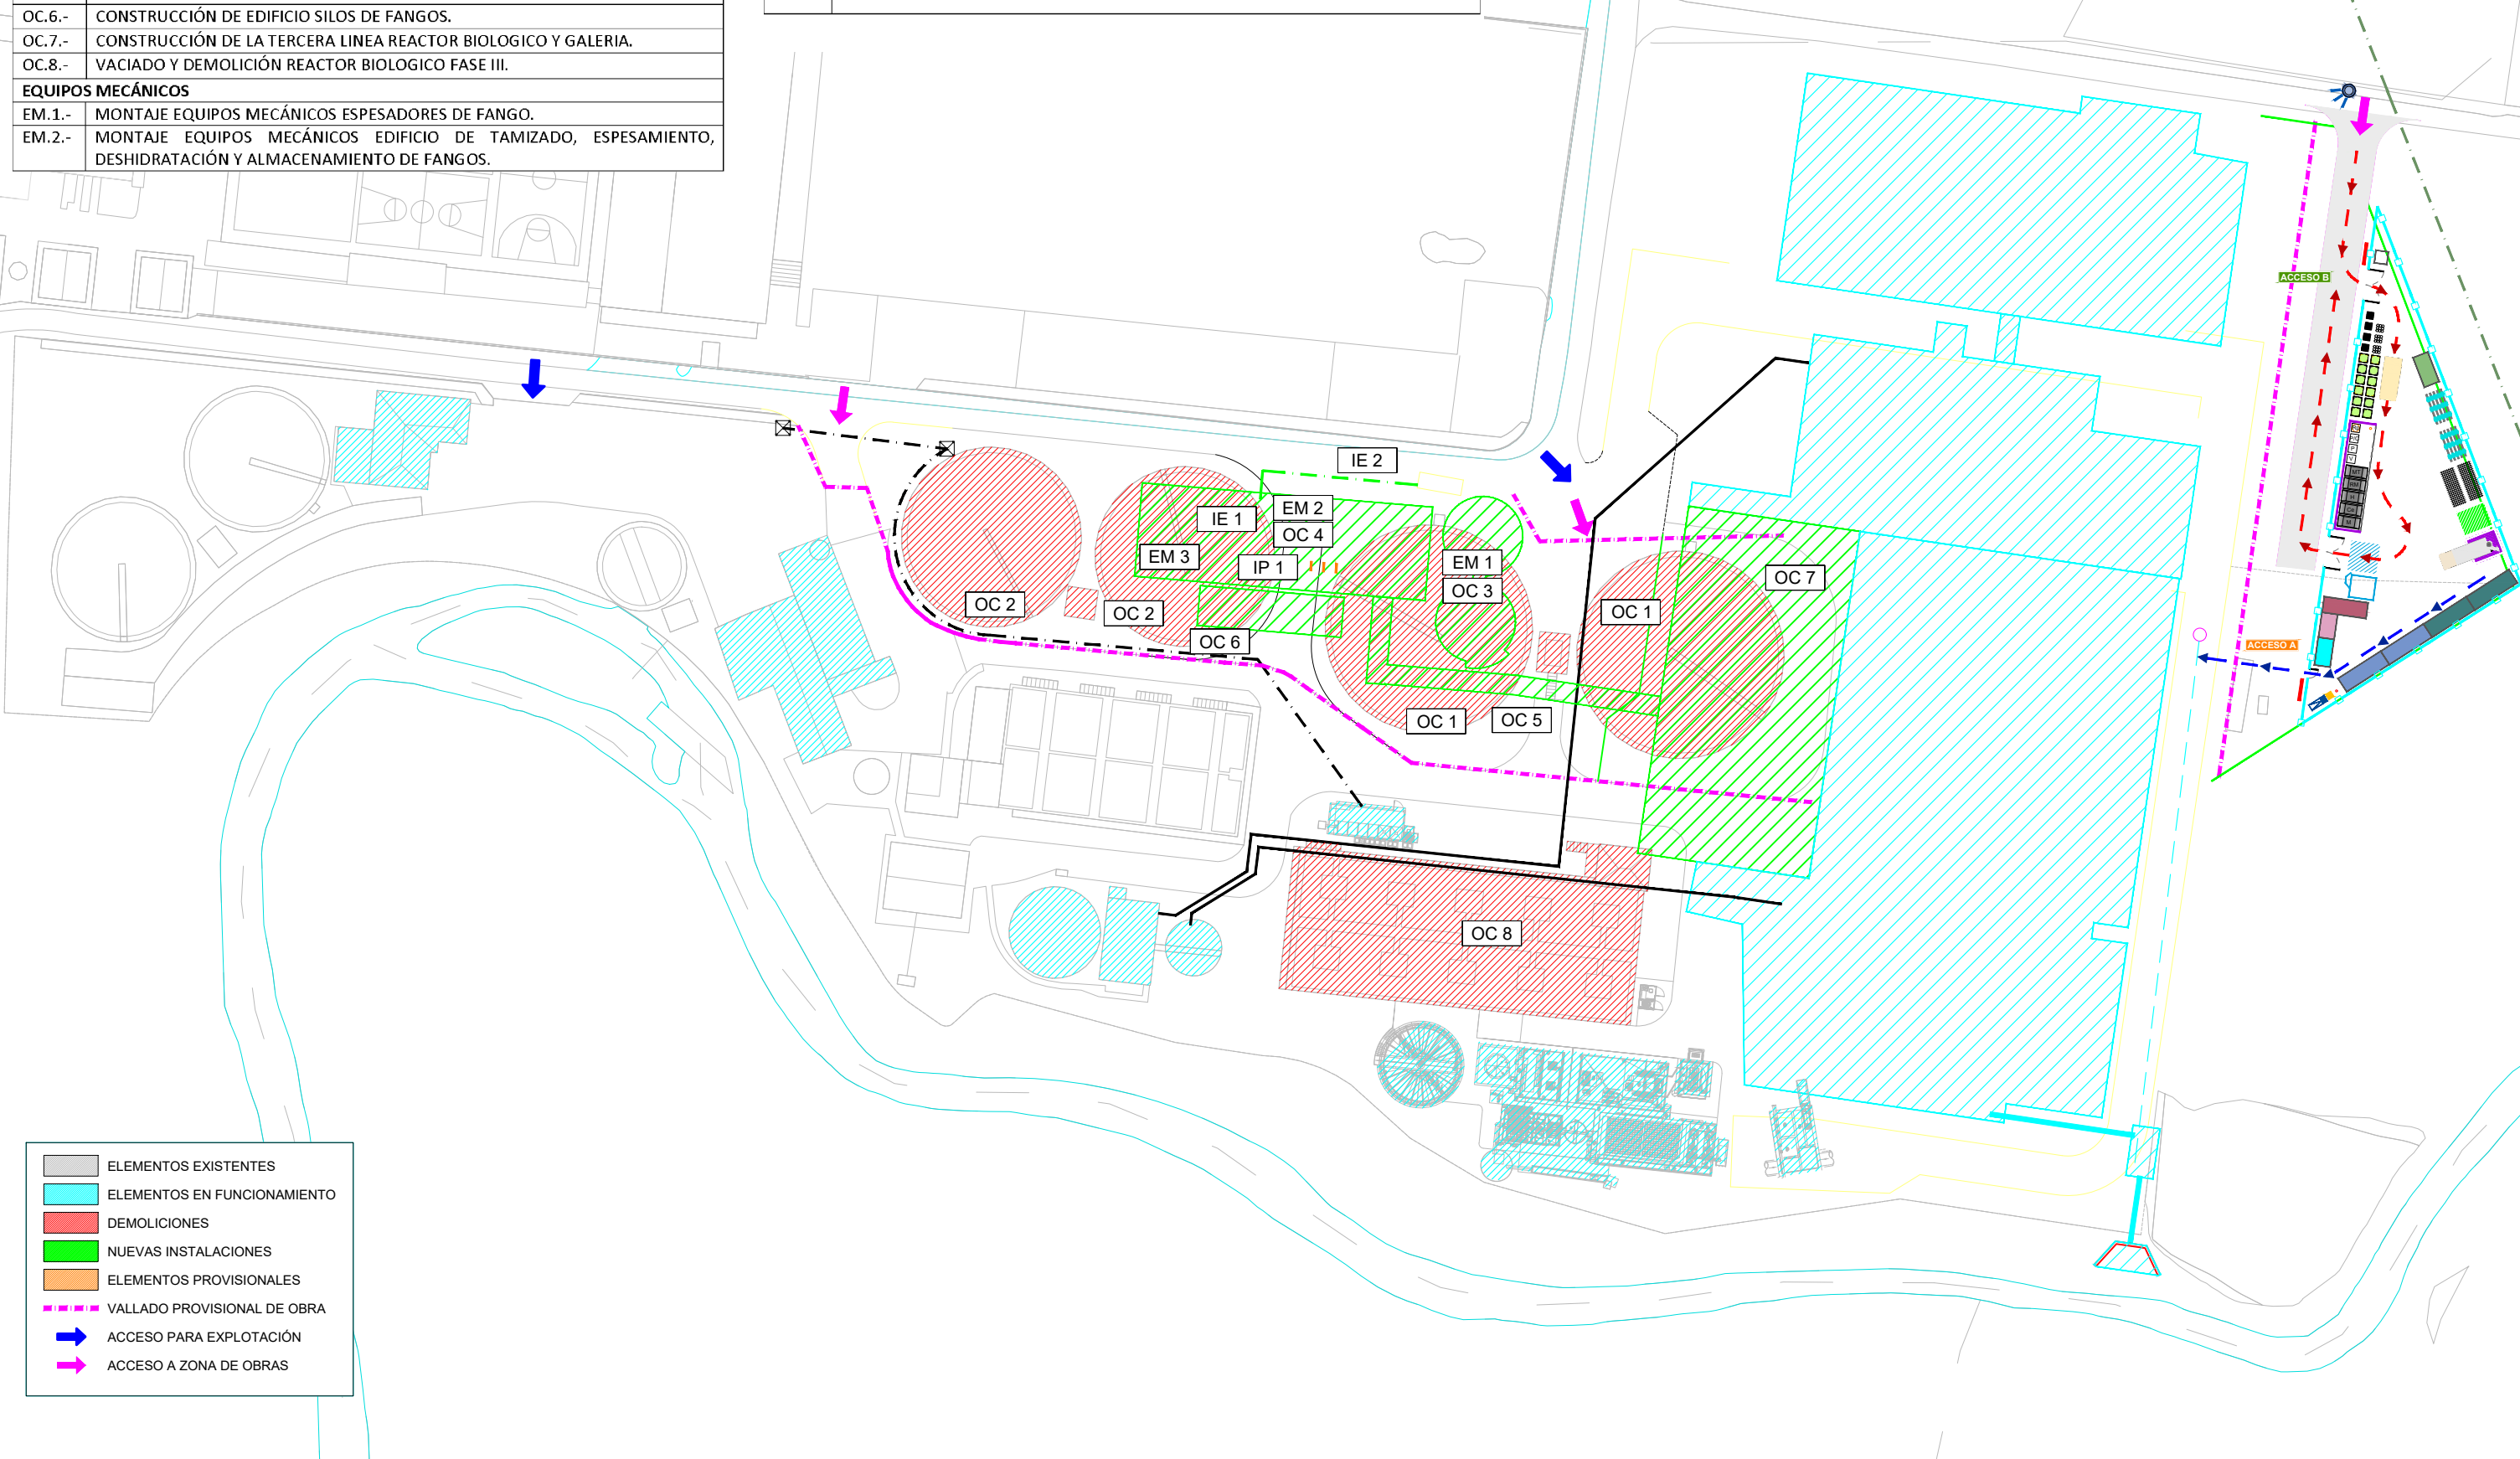 OC.6.- CONSTRUCCIÓN DE EDIFICIO SILOS DE FANGOS.
OC.7.- CONSTRUCCIÓN DE LA TERCERA LINEA REACTOR BIOLOGICO Y GALERIA.
OC.8.- VACIADO Y DEMOLICIÓN REACTOR BIOLOGICO FASE III.
EQUIPOS MECÁNICOS
EM.1.- MONTAJE EQUIPOS MECÁNICOS ESPESADORES DE FANGO.
EM.2.- MONTAJE EQUIPOS MECÁNICOS EDIFICIO DE TAMIZADO, ESPESAMIENTO,
DESHIDRATACIÓN Y ALMACENAMIENTO DE FANGOS.
ACCESO B
IE 2
EM 2
IE 1
OC 4
EM 3
IP 1
EM 1
OC 7
OC 3
OC 2
OC 2
OC 1
OC 6
ACCESO A
OC 1
OC 5
OC 8
ELEMENTOS EXISTENTES
ELEMENTOS EN FUNCIONAMIENTO
DEMOLICIONES
NUEVAS INSTALACIONES
ELEMENTOS PROVISIONALES
VALLADO PROVISIONAL DE OBRA
ACCESO PARA EXPLOTACIÓN
ACCESO A ZONA DE OBRAS